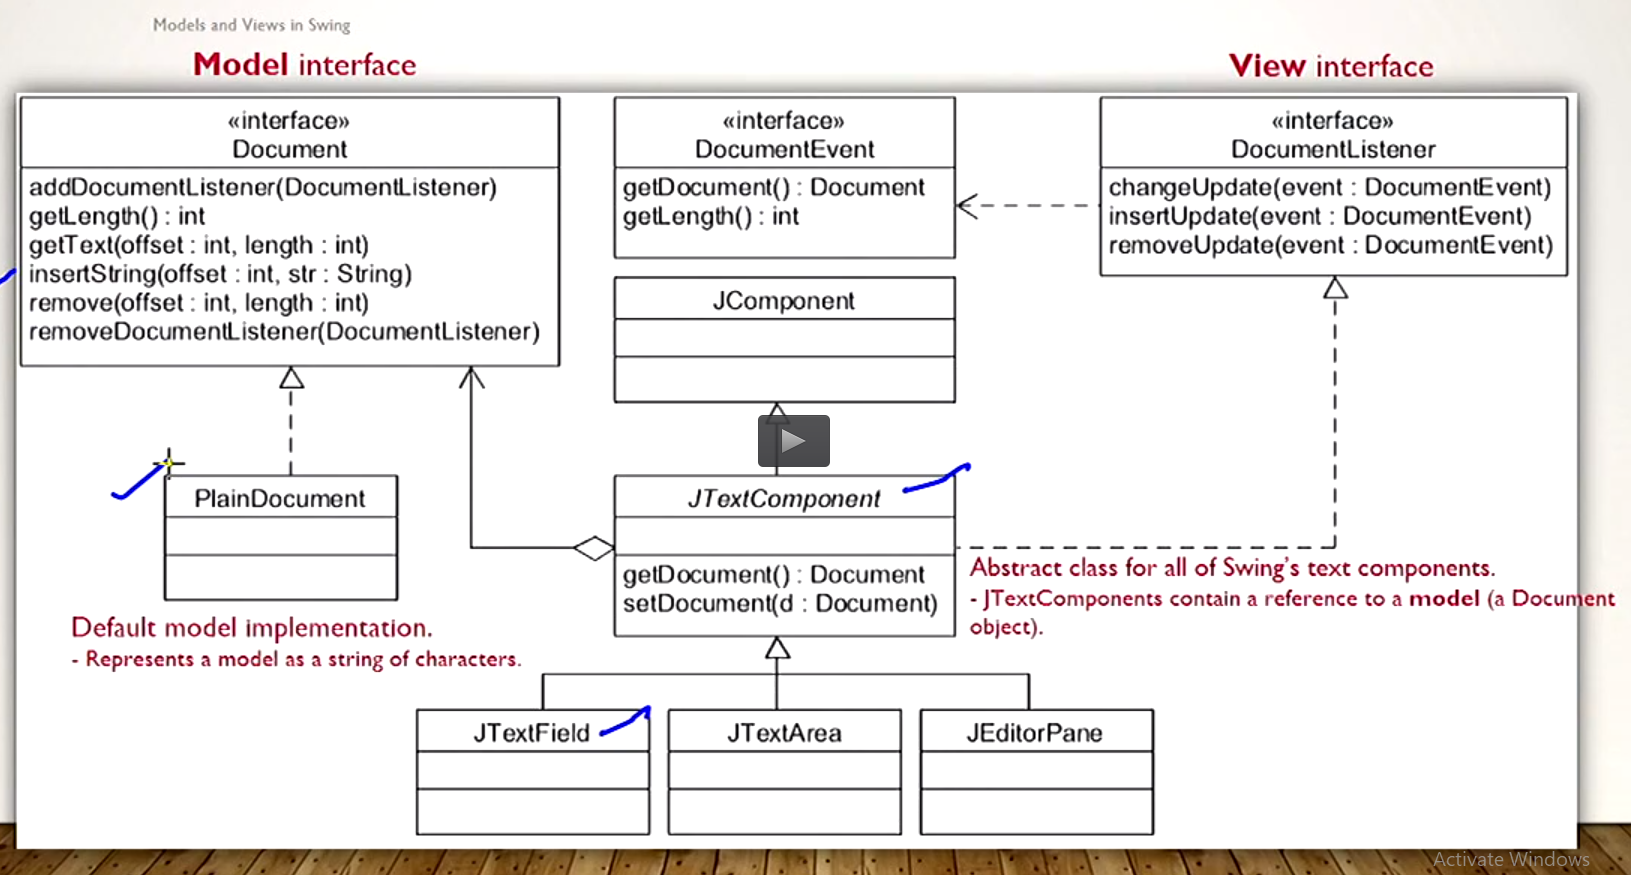 Models and Views in Swing
Model interface
View interface
«interface»
Document
addDocumentListener(DocumentListener)
getLength() : int
getText(offset : int, length : int)
insertString(offset : int, str : String)
remove(offset : int, length : int)
removeDocumentListener(DocumentListener)
«interface»
DocumentEvent
getDocument() : Document
getLength() : int
«interface»
DocumentListener
changeUpdate(event : DocumentEvent)
insertUpdate(event : DocumentEvent)
removeUpdate(event : DocumentEvent)
JComponent
PlainDocument
Default model implementation.
- Represents a model as a string of characters.
JTextComponent
getDocument() : Document
setDocument(d : Document)
Abstract class for all of Swing's text components.
- JTextComponents contain a reference to a model (a Document
object).
JTextField
JTextArea
JEditorPane
Activate Windows